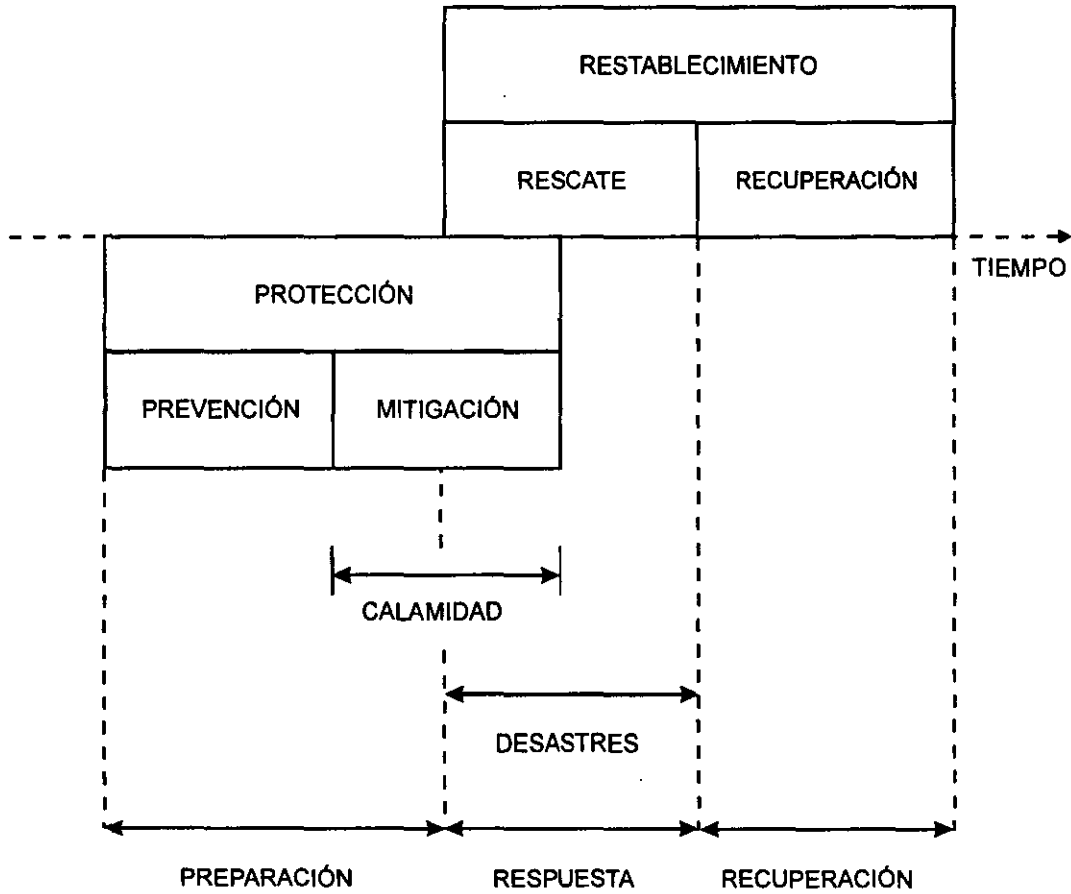 RESTABLECIMIENTO
RESCATE
RECUPERACIÓN
TIEMPO
PROTECCIÓN
PREVENCIÓN
MITIGACIÓN
CALAMIDAD
DESASTRES
PREPARACIÓN
RESPUESTA
RECUPERACIÓN